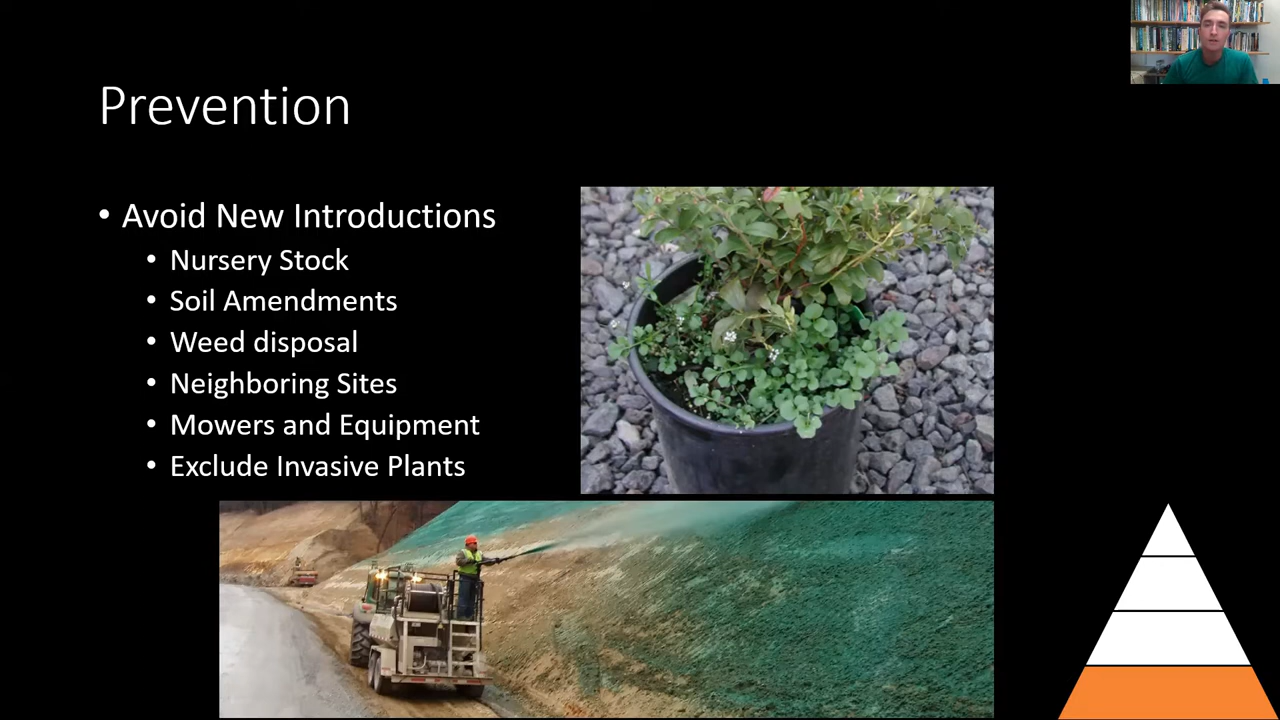 Prevention
• Avoid New Introductions
• Nursery Stock
• Soil Amendments
• Weed disposal
• Neighboring Sites
• Mowers and Equipment
• Exclude Invasive Plants